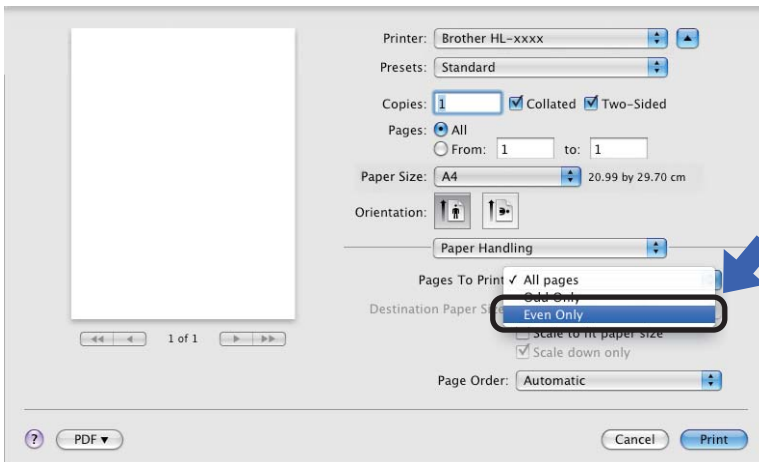 Printer: Brother HL-xxxx
Presets: Standard
Copies: 1 Collated Two-Sided
Pages: All
From: 1 to: 1
Paper Size: A4 20.99 by 29.70 cm
Orientation:
Paper Handling
Pages To Print ✓ All pages
Odd Only
Destination Paper Even Only
Scale to fit paper size
Scale down only
1 of 1
Page Order: Automatic
? PDF ▼ Cancel Print